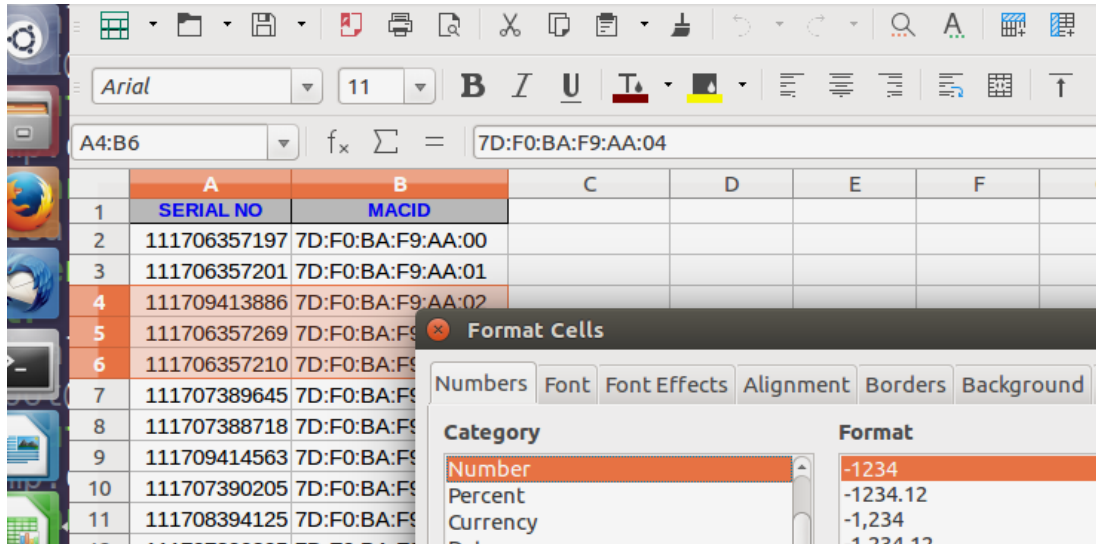 Arial 11 B I U
A4:B6 fx Σ = 7D:F0:BA:F9:AA:04
A B C D E F
1 SERIAL NO MACID
2 111706357197 7D:F0:BA:F9:AA:00
3 111706357201 7D:F0:BA:F9:AA:01
4 111709413886 7D:F0:BA:F9:AA:02
5 111706357269 7D:F0:BA:F9
6 111706357210 7D:F0:BA:F9
7 111707389645 7D:F0:BA:F9
8 111707388718 7D:F0:BA:F9
9 111709414563 7D:F0:BA:F9
10 111707390205 7D:F0:BA:F9
11 111708394125 7D:F0:BA:F9
Format Cells
Numbers Font Font Effects Alignment Borders Background
Category
Number
Percent
Currency
Format
-1234
-1234.12
-1,234
-1,234.12